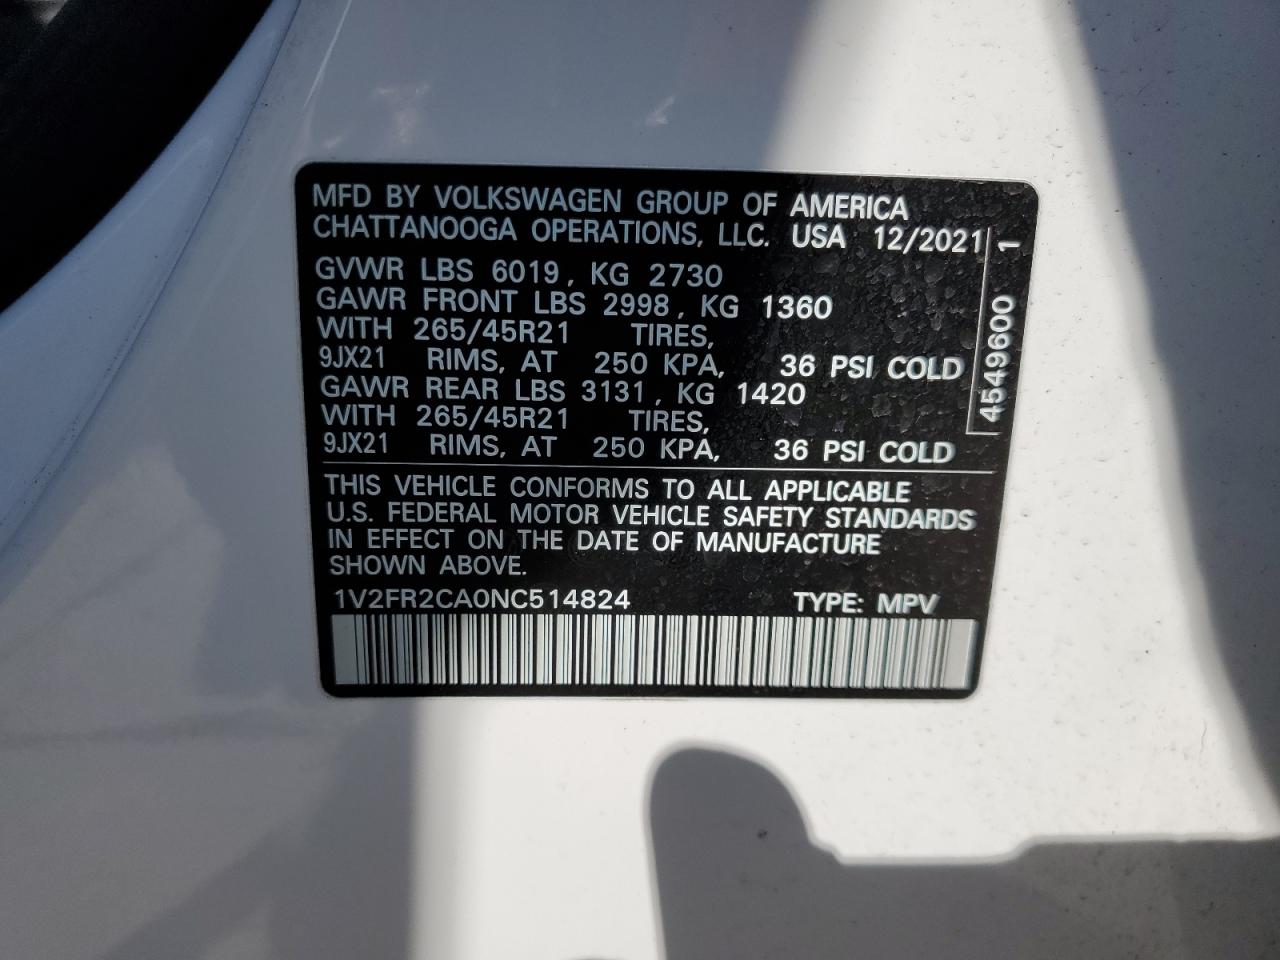 MFD BY VOLKSWAGEN GROUP OF AMERICA
CHATTANOOGA OPERATIONS, LLC. USA 12/2021
GVWR LBS 6019, KG 2730
GAWR FRONT LBS 2998, KG 1360
WITH 265/45R21 TIRES,
9JX21 RIMS, AT 250 KPA, 36 PSI COLD
GAWR REAR LBS 3131, KG 1420
WITH 265/45R21 TIRES,
9JX21 RIMS, AT 250 KPA, 36 PSI COLD
4549600 1
THIS VEHICLE CONFORMS TO ALL APPLICABLE
U.S. FEDERAL MOTOR VEHICLE SAFETY STANDARDS
IN EFFECT ON THE DATE OF MANUFACTURE
SHOWN ABOVE.
1V2FR2CA0NC514824 TYPE: MPV